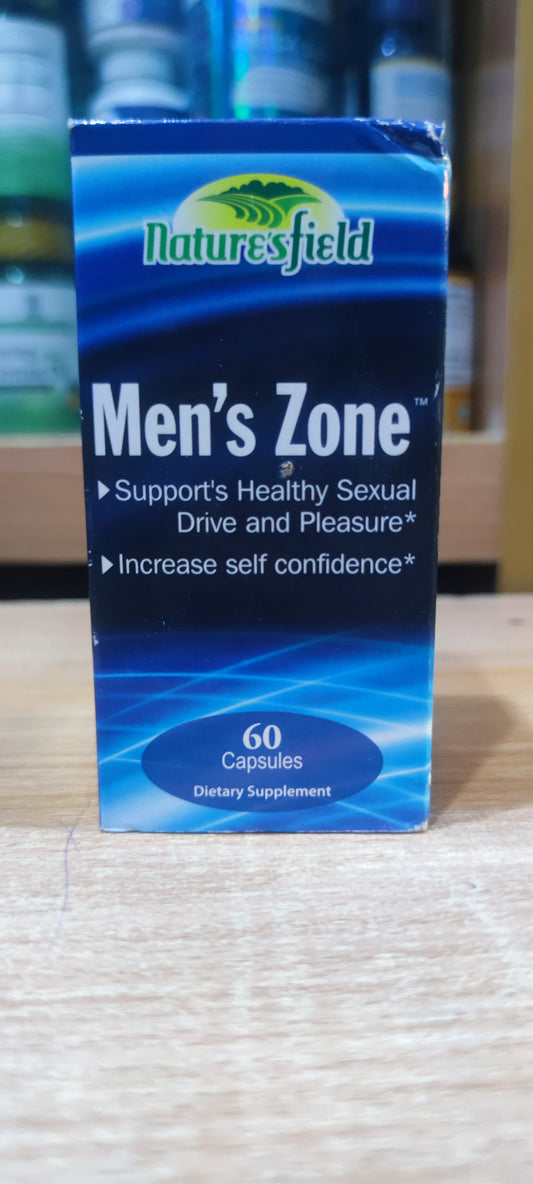 Nature'sfield
Men's Zone™
Support's Healthy Sexual
Drive and Pleasure*
Increase self confidence*
60
Capsules
Dietary Supplement